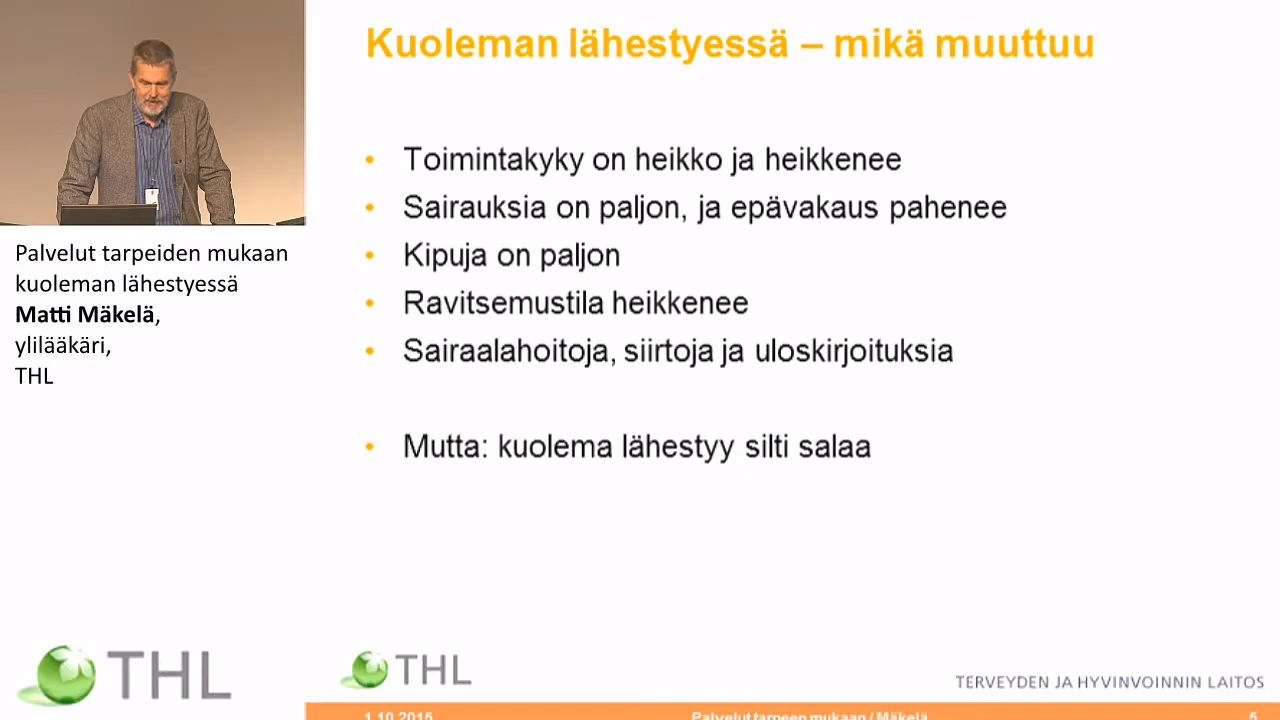 Kuoleman lähestyessä – mikä muuttuu
• Toimintakyky on heikko ja heikkenee
• Sairauksia on paljon, ja epävakaus pahenee
• Kipuja on paljon
• Ravitsemustila heikkenee
• Sairaalahoitoja, siirtoja ja uloskirjoituksia
• Mutta: kuolema lähestyy silti salaa
Palvelut tarpeiden mukaan
kuoleman lähestyessä
Matti Mäkelä,
ylilääkäri,
THL
THL
THL
TERVEYDEN JA HYVINVOINNIN LAITOS
1.10.2015
Palvelut tarpeen mukaan / Mäkelä
5